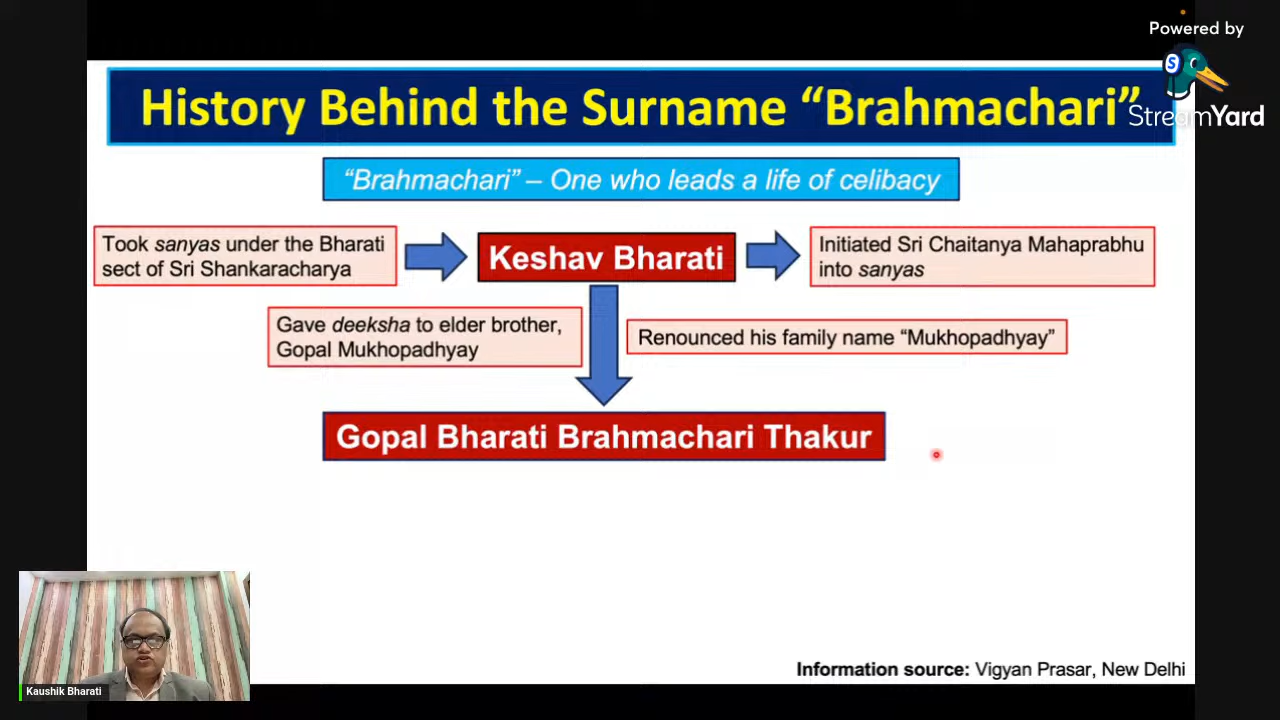 Powered by
StreamYard
History Behind the Surname “Brahmachari”
“Brahmachari” – One who leads a life of celibacy
Took sanyas under the Bharati
sect of Sri Shankaracharya
Keshav Bharati
Initiated Sri Chaitanya Mahaprabhu
into sanyas
Gave deeksha to elder brother,
Gopal Mukhopadhyay
Renounced his family name “Mukhopadhyay”
Gopal Bharati Brahmachari Thakur
Information source: Vigyan Prasar, New Delhi
Kaushik Bharati